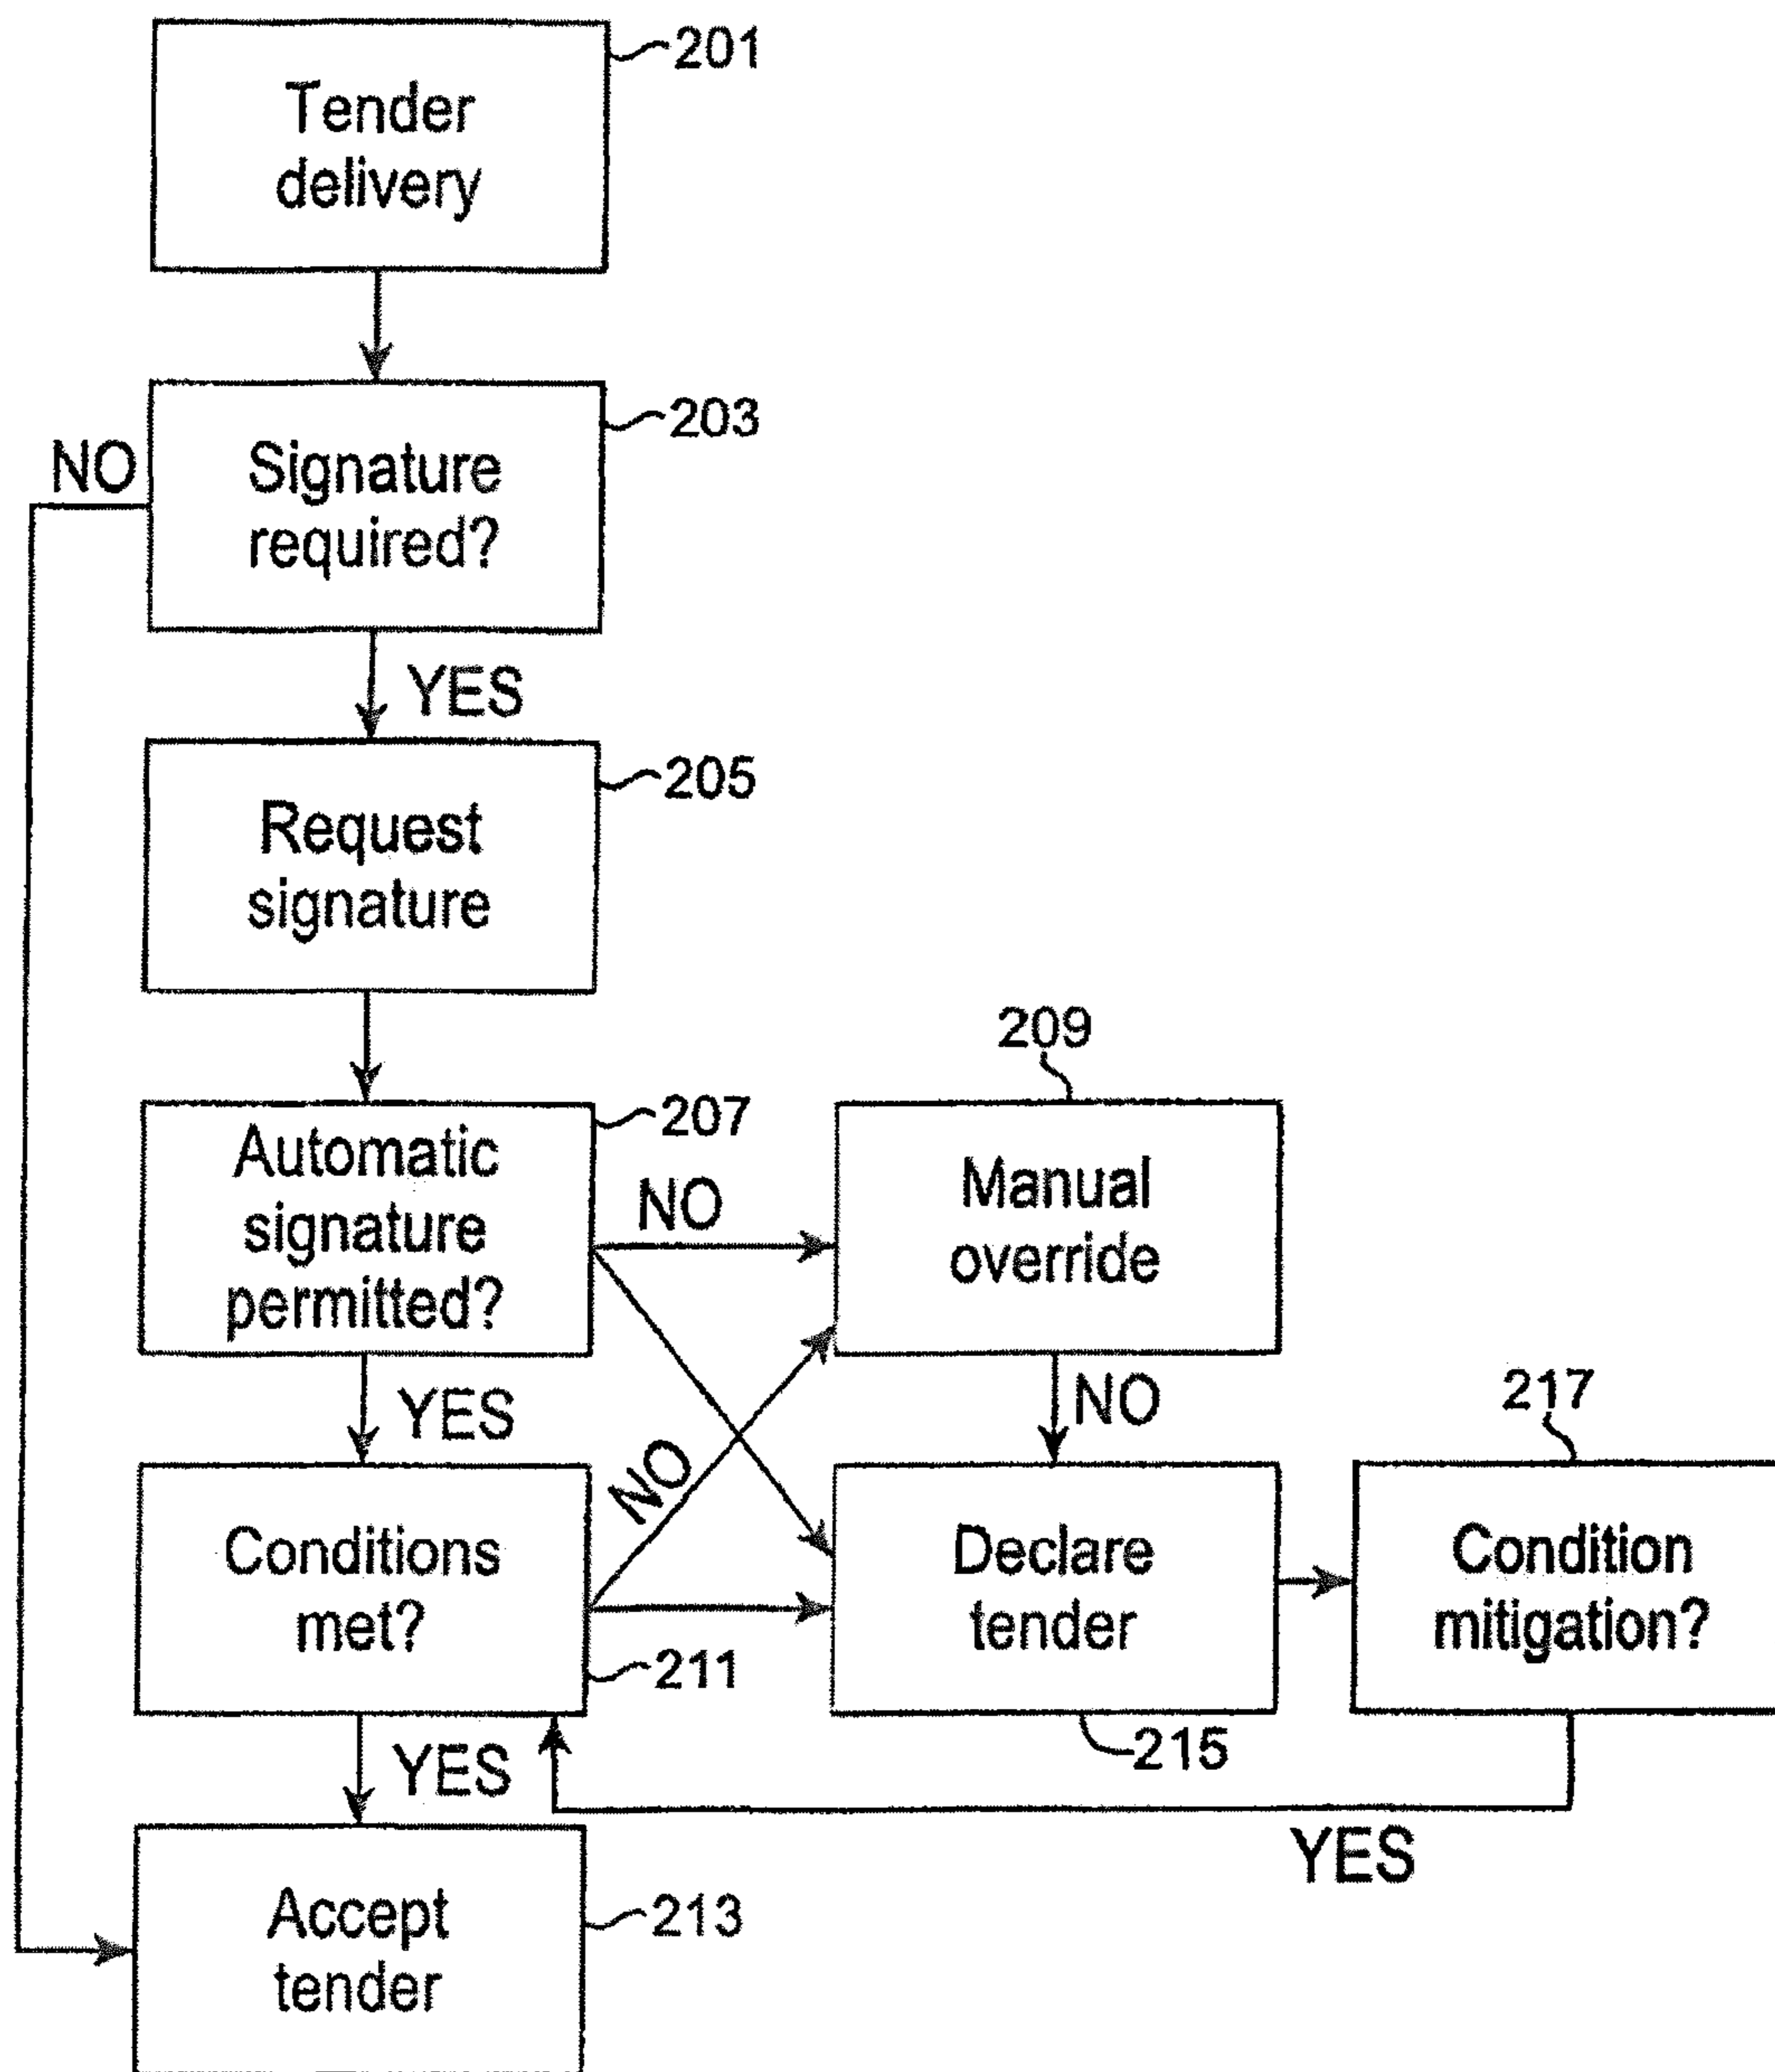 201
Tender
delivery
203
NO
Signature
required?
YES
205
Request
signature
209
207
Automatic
signature
permitted?
NO
Manual
override
YES
NO
217
NO
Conditions
met?
Declare
tender
Condition
mitigation?
211
215
YES
YES
213
Accept
tender